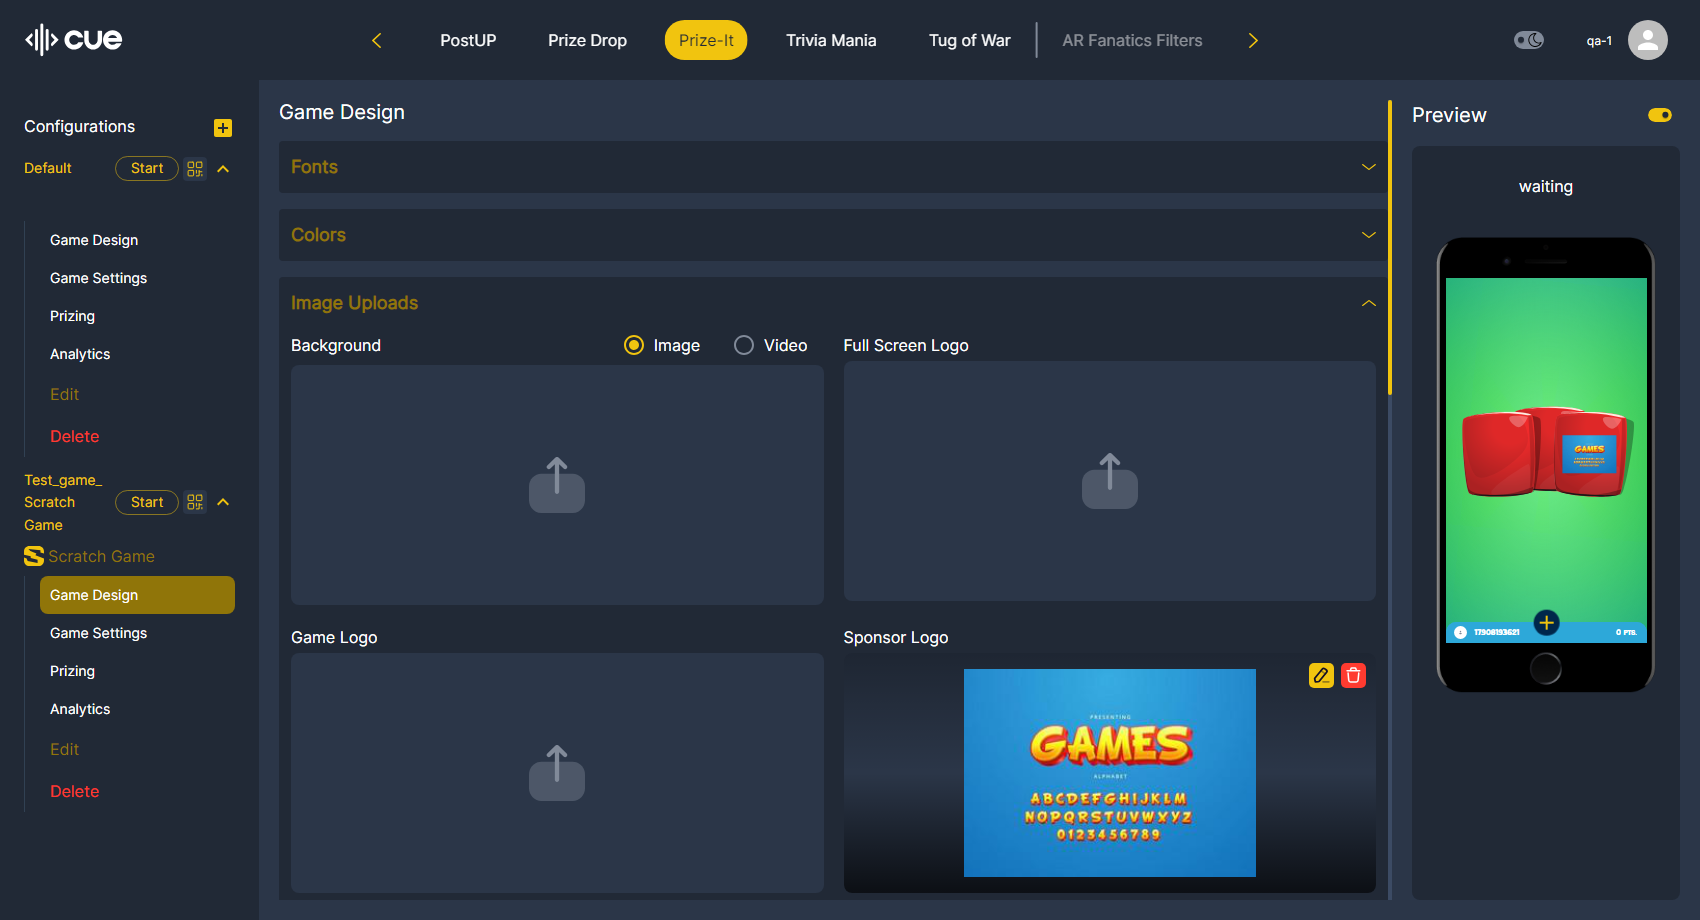 cue
PostUP
Prize Drop
Prize-It
Trivia Mania
Tug of War
AR Fanatics Filters
qa-1
Configurations
Default
Start
Game Design
Game Settings
Prizing
Analytics
Edit
Delete
Test_game_
Scratch
Game
Start
Scratch Game
Game Design
Game Settings
Prizing
Analytics
Edit
Delete
Game Design
Fonts
Colors
Image Uploads
Background
Image
Video
Full Screen Logo
Game Logo
Sponsor Logo
PRESENTING
GAMES
ALPHABET
ABCDEFGHIJKLM
NOPQRSTUVWXYZ
0123456789
Preview
waiting
GAMES
17908193621
0 PTS.